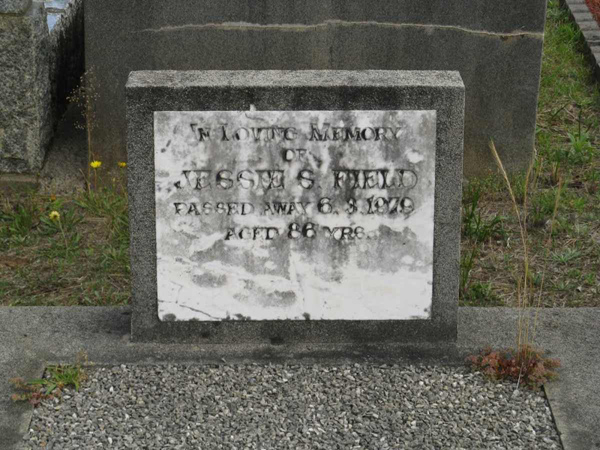 In Loving Memory
of
JESSIE S. FIELD
PASSED AWAY 6.3.1979
AGED 86 YRS.